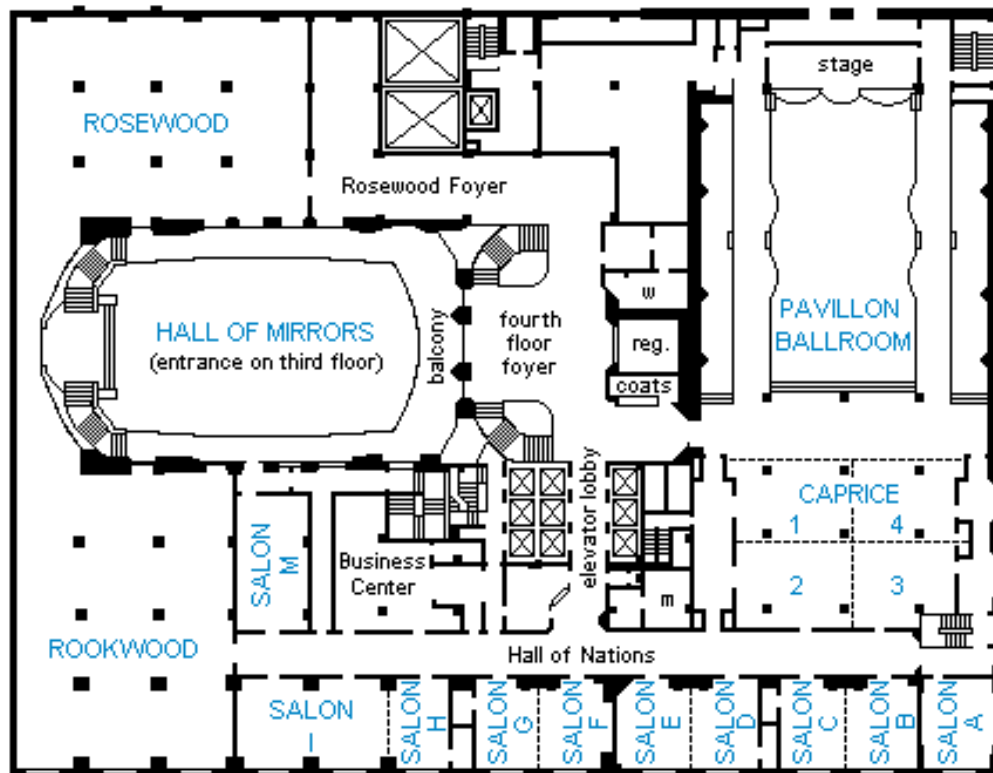 stage
ROSEWOOD
Rosewood Foyer
w
HALL OF MIRRORS
(entrance on third floor)
balcony
fourth
floor
foyer
reg.
coats
PAVILLON
BALLROOM
elevator lobby
CAPRICE
1
4
2
3
SALON
M
Business
Center
m
ROOKWOOD
Hall of Nations
SALON
I
SALON
H
SALON
G
SALON
F
SALON
E
SALON
D
SALON
C
SALON
B
SALON
A